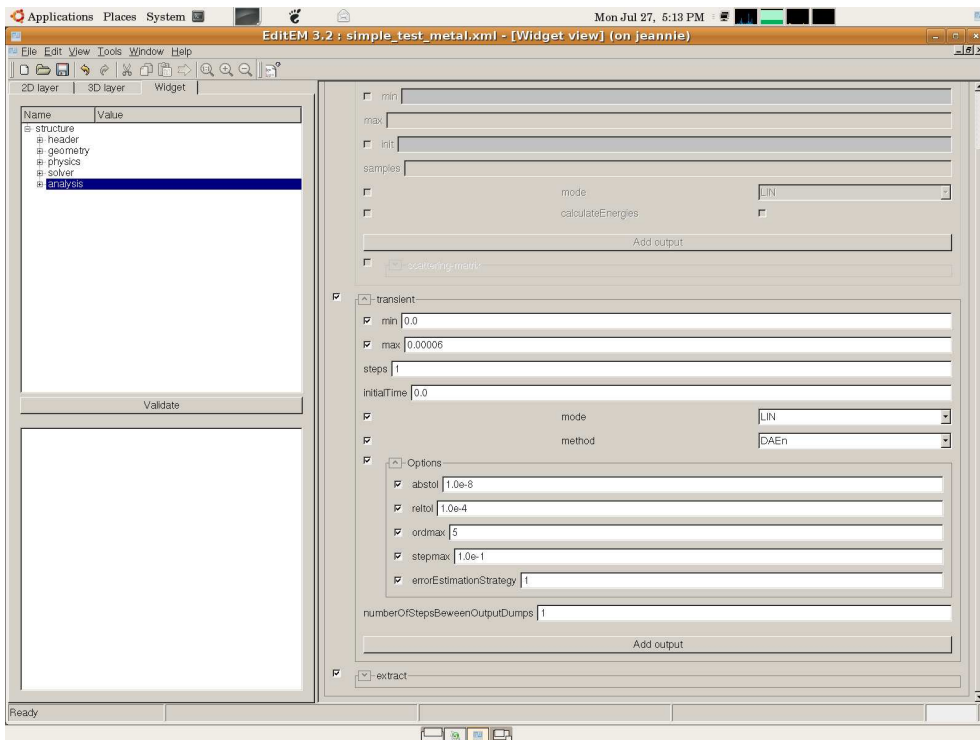 Applications Places System Mon Jul 27, 5:13 PM
EditEM 3.2 : simple_test_metal.xml - [Widget view] (on jeannie)
File Edit View Tools Window Help
2D layer 3D layer Widget
Name Value
structure
header
geometry
physics
solver
analysis
Validate
min
max
init
samples
mode LIN
calculateEnergies
Add output
scattering-matrix
transient
min 0.0
max 0.00006
steps 1
initialTime 0.0
mode LIN
method DAEn
Options
abstol 1.0e-8
reltol 1.0e-4
ordmax 5
stepmax 1.0e-1
errorEstimationStrategy 1
numberOfStepsBeweenOutputDumps 1
Add output
extract
Ready